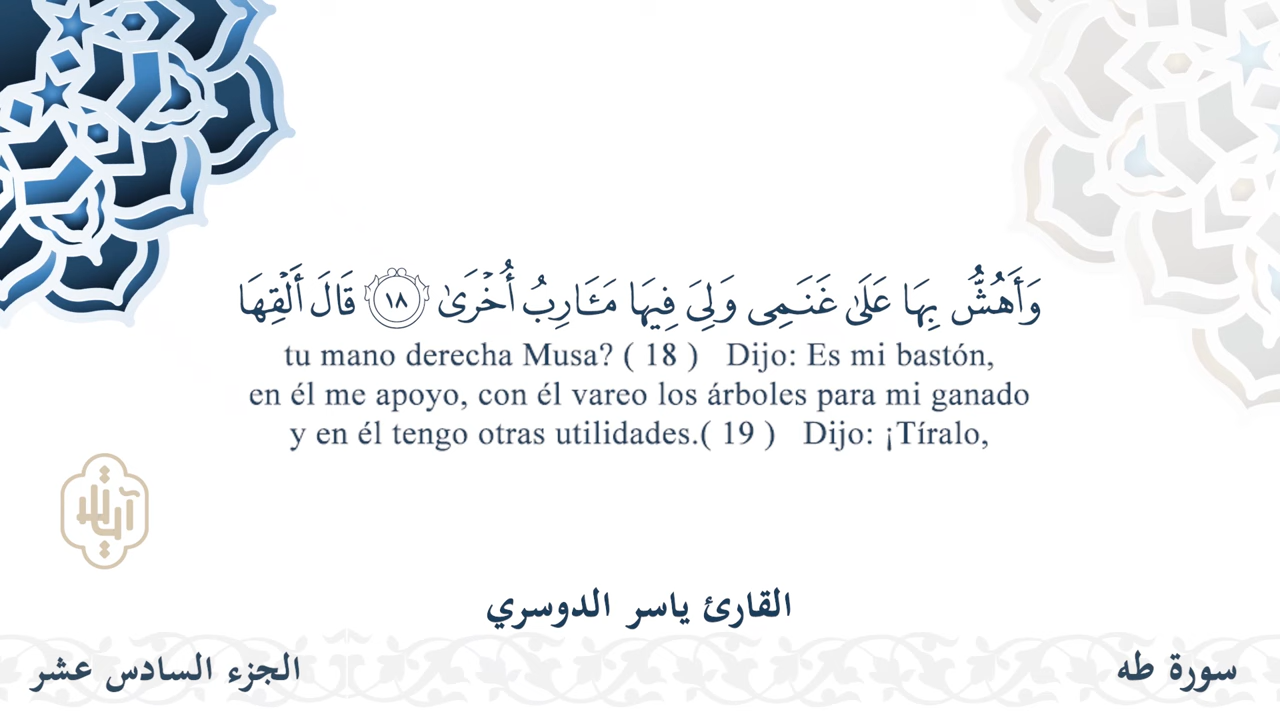 وَأَهُشُّ بِهَا عَلَىٰ غَنَمِى وَلِىَ فِيهَا مَـَٔارِبُ أُخْرَىٰ ١٨ قَالَ أَلْقِهَا
tu mano derecha Musa? ( 18 ) Dijo: Es mi bastón,
en él me apoyo, con él vareo los árboles para mi ganado
y en él tengo otras utilidades.( 19 ) Dijo: ¡Tíralo,
آيات
القارئ ياسر الدوسري
سورة طه
الجزء السادس عشر